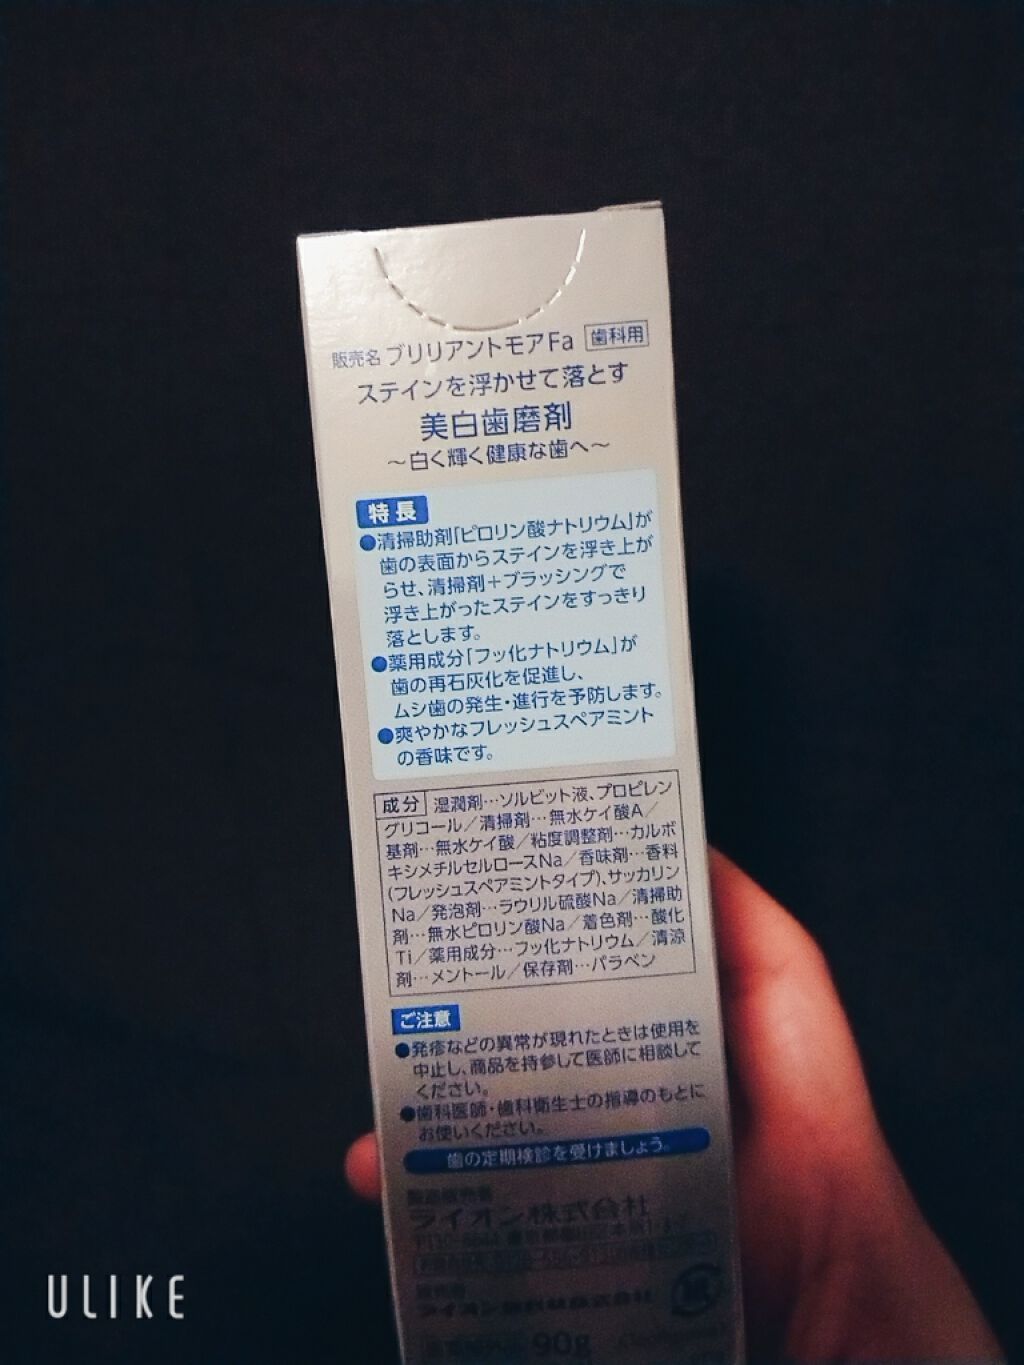 販売名 ブリリアントモアFa 歯科用
ステインを浮かせて落とす
美白歯磨剤
～白く輝く健康な歯へ～
特長
●清掃助剤「ピロリン酸ナトリウム」が
歯の表面からステインを浮き上が
らせ、清掃剤＋ブラッシングで
浮き上がったステインをすっきり
落とします。
●薬用成分「フッ化ナトリウム」が
歯の再石灰化を促進し、
ムシ歯の発生・進行を予防します。
●爽やかなフレッシュスペアミント
の香味です。
成分 湿潤剤…ソルビット液、プロピレン
グリコール／清掃剤…無水ケイ酸A／
基剤…無水ケイ酸／粘度調整剤…カルボ
キシメチルセルロースNa／香味剤…香料
(フレッシュスペアミントタイプ)、サッカリン
Na／発泡剤…ラウリル硫酸Na／清掃助
剤…無水ピロリン酸Na／着色剤…酸化
Ti／薬用成分…フッ化ナトリウム／清涼
剤…メントール／保存剤…パラベン
ご注意
●発疹などの異常が現れたときは使用を
中止し、商品を持参して医師に相談して
ください。
●歯科医師・歯科衛生士の指導のもとに
お使いください。
歯の定期検診を受けましょう。
製造販売者
ライオン株式会社
販売者
90g
ULIKE